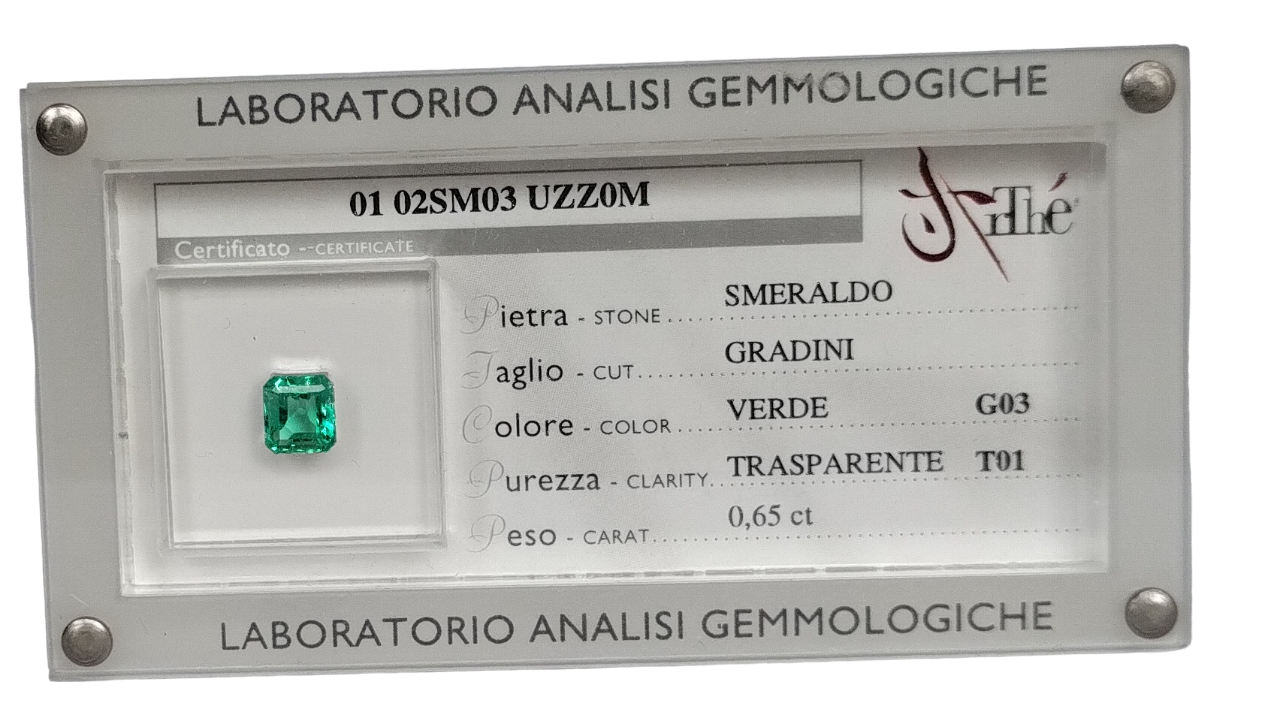 LABORATORIO ANALISI GEMMOLOGICHE
01 02SM03 UZZ0M
ArThé
Certificato - CERTIFICATE
Pietra - STONE SMERALDO
Taglio - CUT GRADINI
Colore - COLOR VERDE G03
Purezza - CLARITY TRASPARENTE T01
Peso - CARAT 0,65 ct
LABORATORIO ANALISI GEMMOLOGICHE